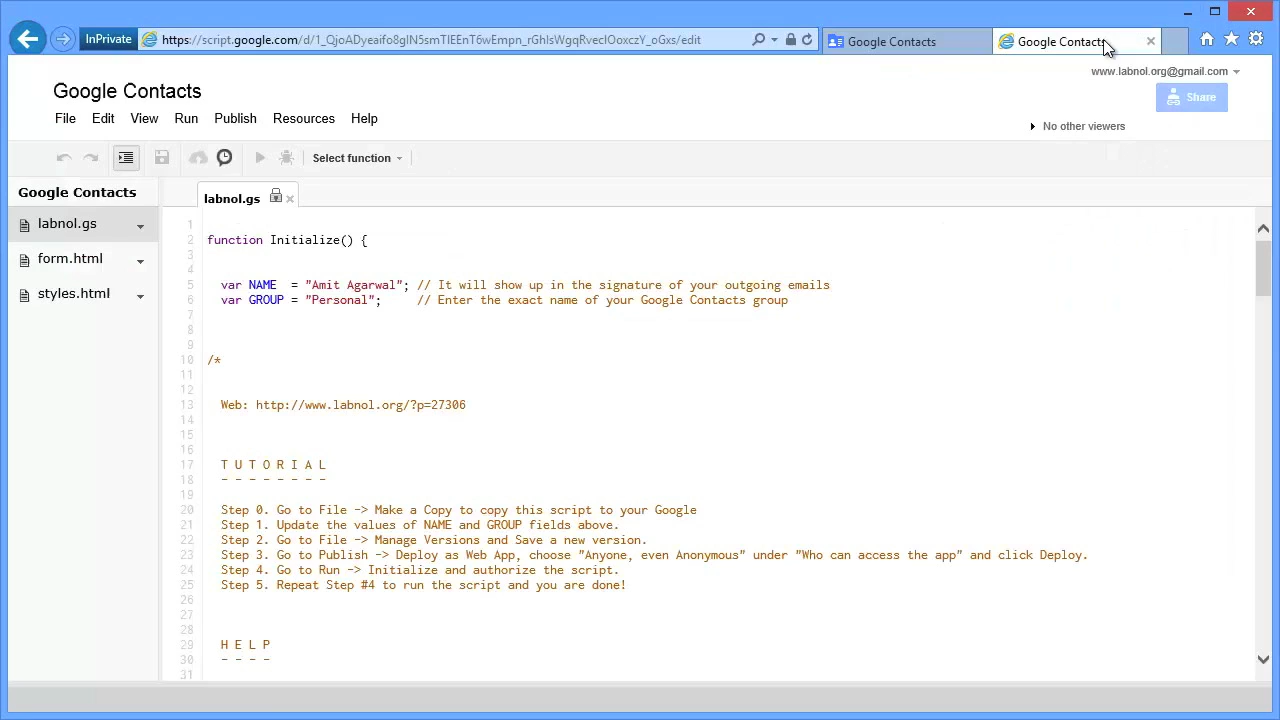 InPrivate
Google Contacts
Google Contacts
www.labnol.org@gmail.com
Google Contacts
Share
File Edit View Run Publish Resources Help
No other viewers
Select function
Google Contacts
labnol.gs
labnol.gs
form.html
styles.html
1
2 function Initialize() {
3
4
5 var NAME = "Amit Agarwal"; // It will show up in the signature of your outgoing emails
6 var GROUP = "Personal"; // Enter the exact name of your Google Contacts group
7
8
9
10 /*
11
12
13 Web: http://www.labnol.org/?p=27306
14
15
16
17 T U T O R I A L
18 - - - - - - - -
19
20 Step 0. Go to File -> Make a Copy to copy this script to your Google
21 Step 1. Update the values of NAME and GROUP fields above.
22 Step 2. Go to File -> Manage Versions and Save a new version.
23 Step 3. Go to Publish -> Deploy as Web App, choose "Anyone, even Anonymous" under "Who can access the app" and click Deploy.
24 Step 4. Go to Run -> Initialize and authorize the script.
25 Step 5. Repeat Step #4 to run the script and you are done!
26
27
28
29 H E L P
30 - - - -
31